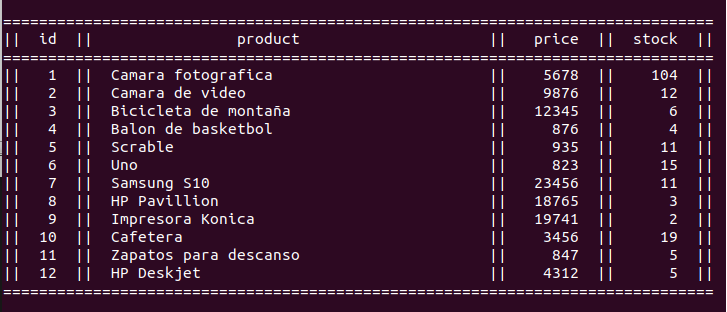 ===============================================================================
||  id  ||                product                     ||   price  ||  stock  ||
===============================================================================
||   1  ||  Camara fotografica                        ||    5678  ||    104  ||
||   2  ||  Camara de video                           ||    9876  ||     12  ||
||   3  ||  Bicicleta de montaña                      ||   12345  ||      6  ||
||   4  ||  Balon de basketbol                        ||     876  ||      4  ||
||   5  ||  Scrable                                   ||     935  ||     11  ||
||   6  ||  Uno                                       ||     823  ||     15  ||
||   7  ||  Samsung S10                               ||   23456  ||     11  ||
||   8  ||  HP Pavillion                              ||   18765  ||      3  ||
||   9  ||  Impresora Konica                          ||   19741  ||      2  ||
||  10  ||  Cafetera                                  ||    3456  ||     19  ||
||  11  ||  Zapatos para descanso                     ||     847  ||      5  ||
||  12  ||  HP Deskjet                                ||    4312  ||      5  ||
===============================================================================